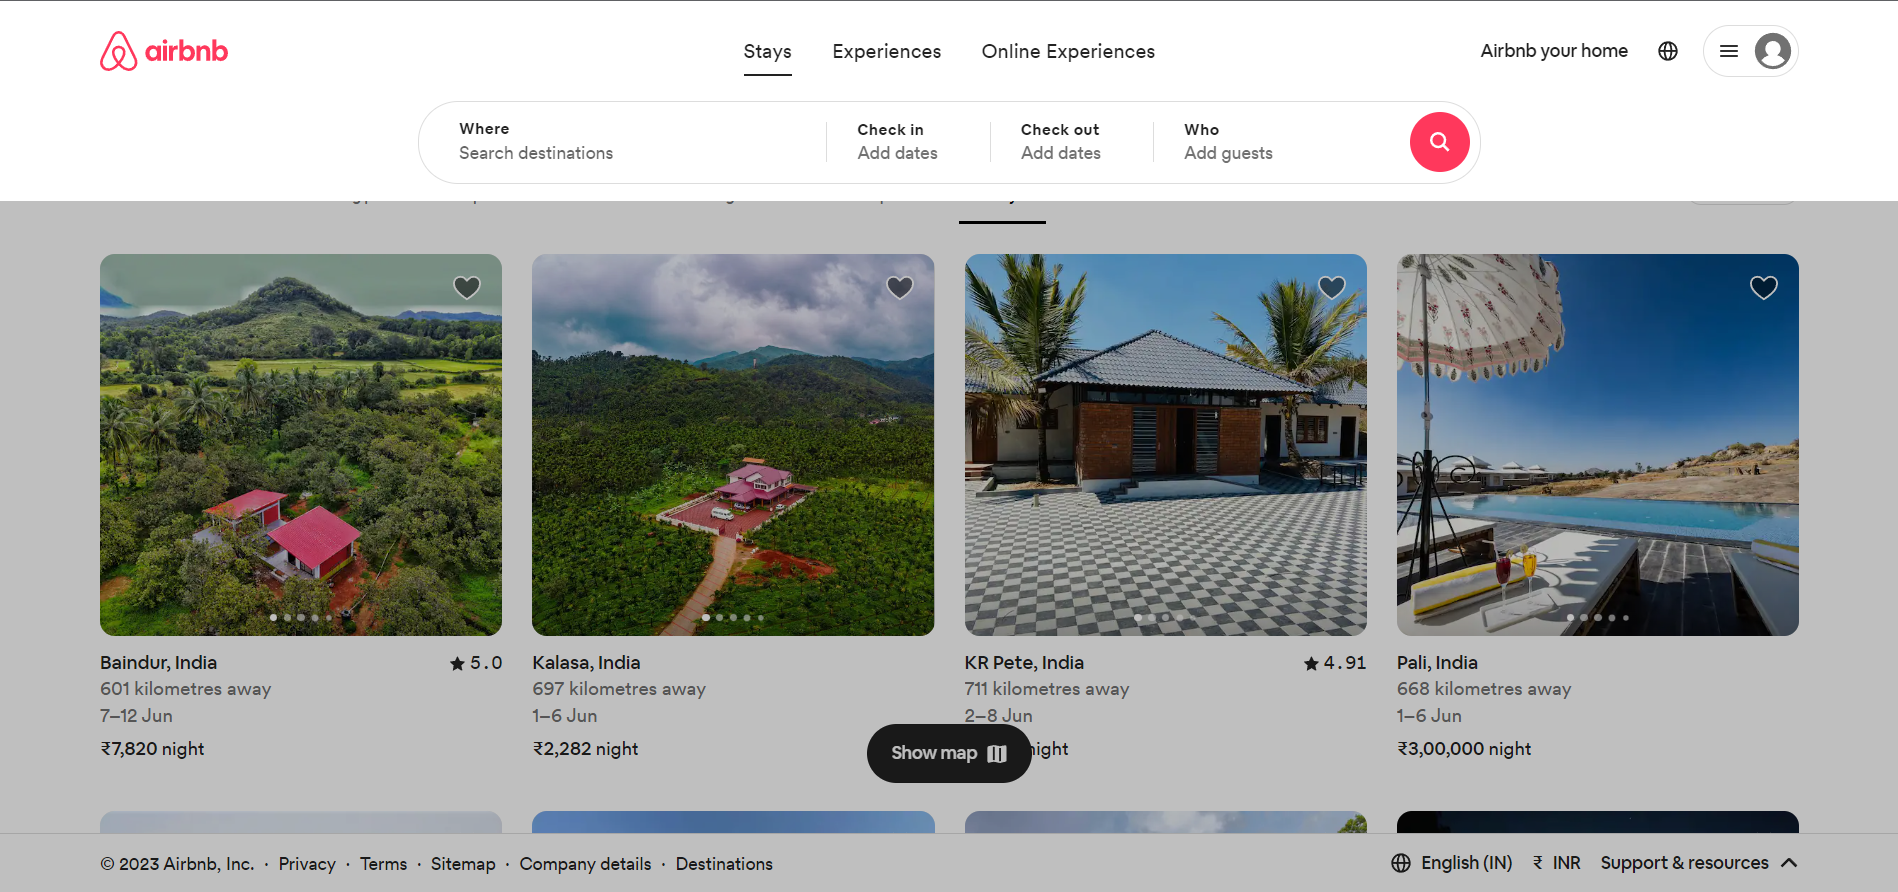 airbnb
Stays Experiences Online Experiences
Airbnb your home
Where
Search destinations
Check in
Add dates
Check out
Add dates
Who
Add guests
Baindur, India 5.0
601 kilometres away
7–12 Jun
₹7,820 night
Kalasa, India
697 kilometres away
1–6 Jun
₹2,282 night
KR Pete, India 4.91
711 kilometres away
2–8 Jun
night
Pali, India
668 kilometres away
1–6 Jun
₹3,00,000 night
Show map
© 2023 Airbnb, Inc. · Privacy · Terms · Sitemap · Company details · Destinations
English (IN) ₹ INR Support & resources